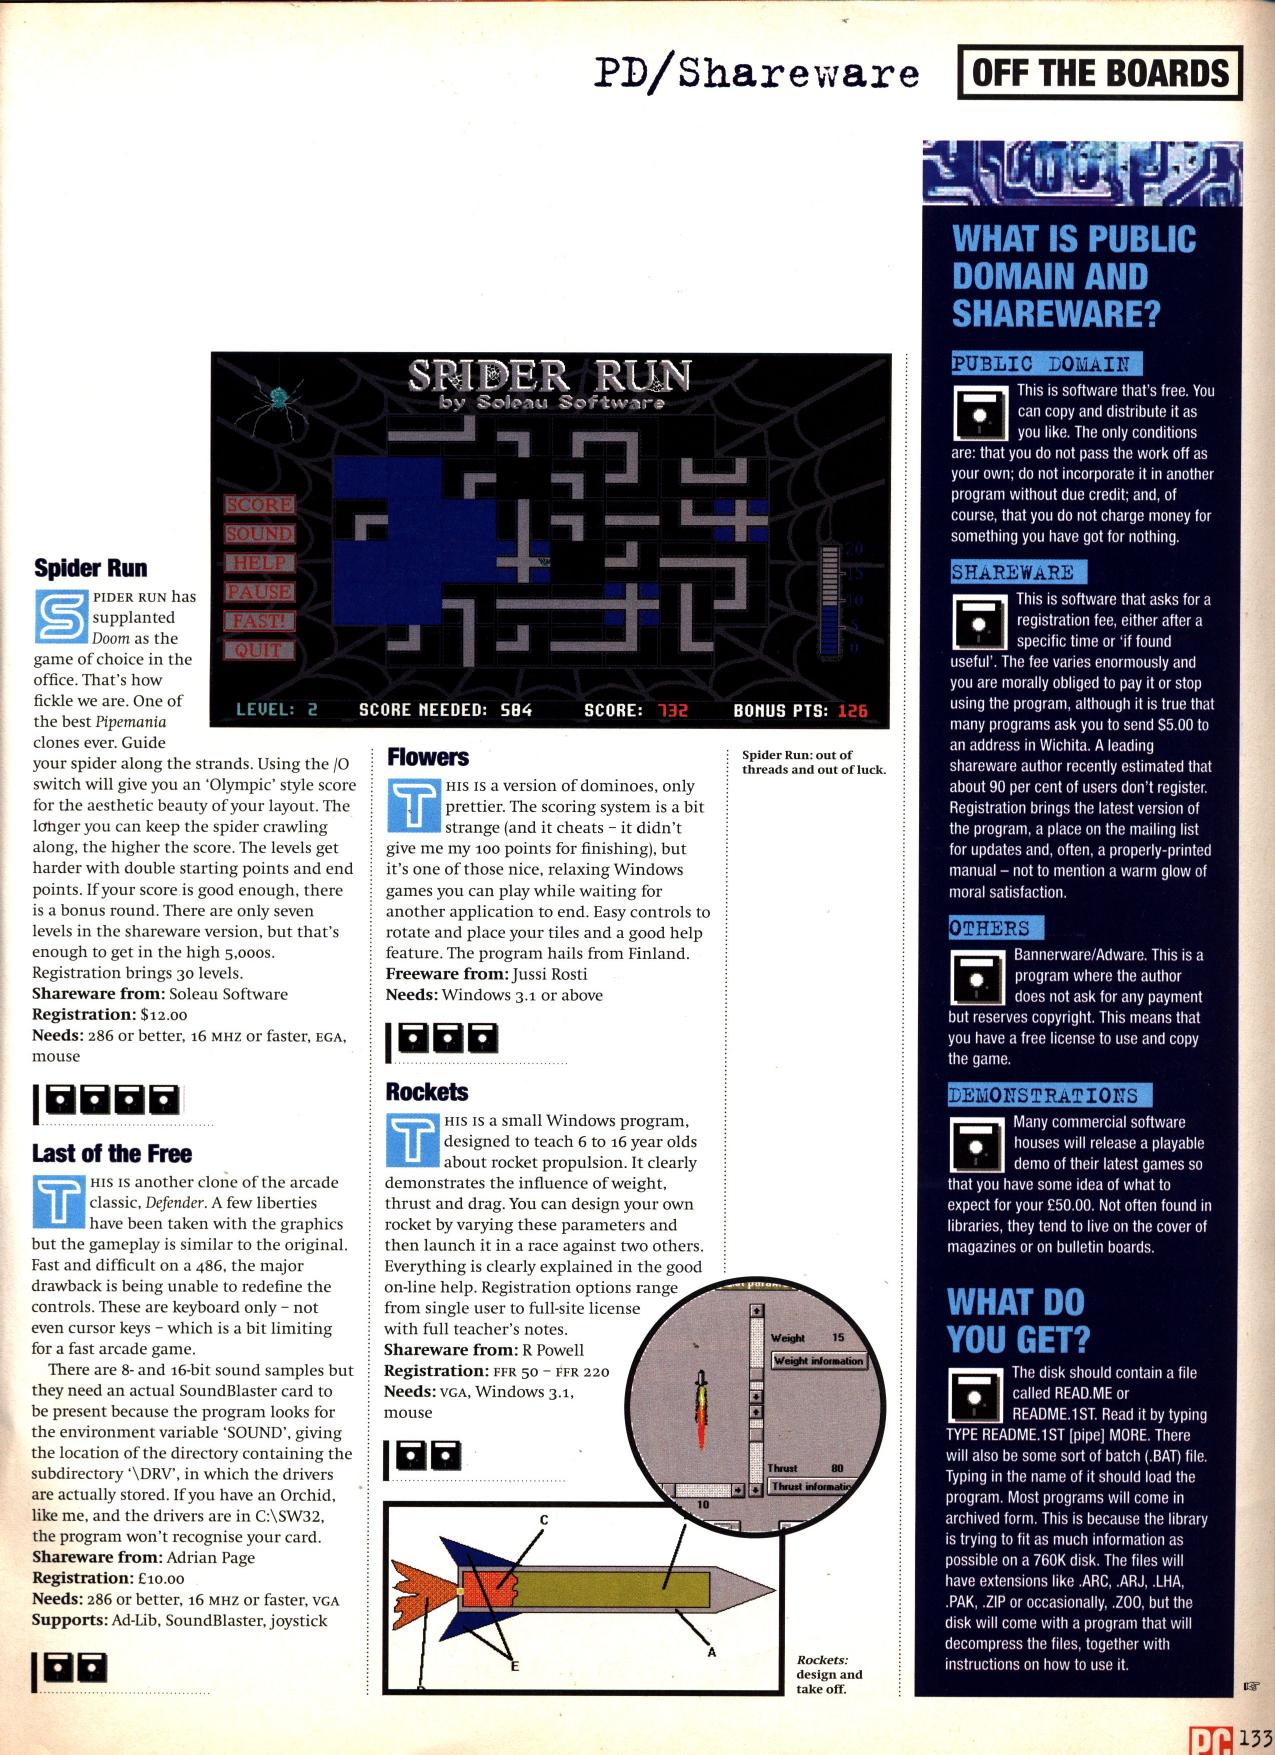 PD/Shareware
OFF THE BOARDS
SPIDER RUN
by Soleau Software
SCORE
SOUND
HELP
PAUSE
FAST!
QUIT
20
15
10
5
0
LEVEL: 2 SCORE NEEDED: 584 SCORE: 732 BONUS PTS: 126
Spider Run: out of
threads and out of luck.
Spider Run
SPIDER RUN has
supplanted
Doom as the
game of choice in the
office. That's how
fickle we are. One of
the best Pipemania
clones ever. Guide
your spider along the strands. Using the /O
switch will give you an 'Olympic' style score
for the aesthetic beauty of your layout. The
longer you can keep the spider crawling
along, the higher the score. The levels get
harder with double starting points and end
points. If your score is good enough, there
is a bonus round. There are only seven
levels in the shareware version, but that's
enough to get in the high 5,000s.
Registration brings 30 levels.
Shareware from: Soleau Software
Registration: $12.00
Needs: 286 or better, 16 MHZ or faster, EGA,
mouse
Last of the Free
THIS IS another clone of the arcade
classic, Defender. A few liberties
have been taken with the graphics
but the gameplay is similar to the original.
Fast and difficult on a 486, the major
drawback is being unable to redefine the
controls. These are keyboard only – not
even cursor keys – which is a bit limiting
for a fast arcade game.
There are 8- and 16-bit sound samples but
they need an actual SoundBlaster card to
be present because the program looks for
the environment variable 'SOUND', giving
the location of the directory containing the
subdirectory '\DRV', in which the drivers
are actually stored. If you have an Orchid,
like me, and the drivers are in C:\SW32,
the program won't recognise your card.
Shareware from: Adrian Page
Registration: £10.00
Needs: 286 or better, 16 MHZ or faster, VGA
Supports: Ad-Lib, SoundBlaster, joystick
Flowers
THIS IS a version of dominoes, only
prettier. The scoring system is a bit
strange (and it cheats – it didn't
give me my 100 points for finishing), but
it's one of those nice, relaxing Windows
games you can play while waiting for
another application to end. Easy controls to
rotate and place your tiles and a good help
feature. The program hails from Finland.
Freeware from: Jussi Rosti
Needs: Windows 3.1 or above
Rockets
THIS IS a small Windows program,
designed to teach 6 to 16 year olds
about rocket propulsion. It clearly
demonstrates the influence of weight,
thrust and drag. You can design your own
rocket by varying these parameters and
then launch it in a race against two others.
Everything is clearly explained in the good
on-line help. Registration options range
from single user to full-site license
with full teacher's notes.
Shareware from: R Powell
Registration: FFR 50 – FFR 220
Needs: VGA, Windows 3.1,
mouse
Weight 15
Weight information
Thrust 80
Thrust informatio
10
C
E
A
Rockets:
design and
take off.
WHAT IS PUBLIC
DOMAIN AND
SHAREWARE?
PUBLIC DOMAIN
This is software that's free. You
can copy and distribute it as
you like. The only conditions
are: that you do not pass the work off as
your own; do not incorporate it in another
program without due credit; and, of
course, that you do not charge money for
something you have got for nothing.
SHAREWARE
This is software that asks for a
registration fee, either after a
specific time or 'if found
useful'. The fee varies enormously and
you are morally obliged to pay it or stop
using the program, although it is true that
many programs ask you to send $5.00 to
an address in Wichita. A leading
shareware author recently estimated that
about 90 per cent of users don't register.
Registration brings the latest version of
the program, a place on the mailing list
for updates and, often, a properly-printed
manual – not to mention a warm glow of
moral satisfaction.
OTHERS
Bannerware/Adware. This is a
program where the author
does not ask for any payment
but reserves copyright. This means that
you have a free license to use and copy
the game.
DEMONSTRATIONS
Many commercial software
houses will release a playable
demo of their latest games so
that you have some idea of what to
expect for your £50.00. Not often found in
libraries, they tend to live on the cover of
magazines or on bulletin boards.
WHAT DO
YOU GET?
The disk should contain a file
called READ.ME or
README.1ST. Read it by typing
TYPE README.1ST [pipe] MORE. There
will also be some sort of batch (.BAT) file.
Typing in the name of it should load the
program. Most programs will come in
archived form. This is because the library
is trying to fit as much information as
possible on a 760K disk. The files will
have extensions like .ARC, .ARJ, .LHA,
.PAK, .ZIP or occasionally, .ZOO, but the
disk will come with a program that will
decompress the files, together with
instructions on how to use it.
PC 133